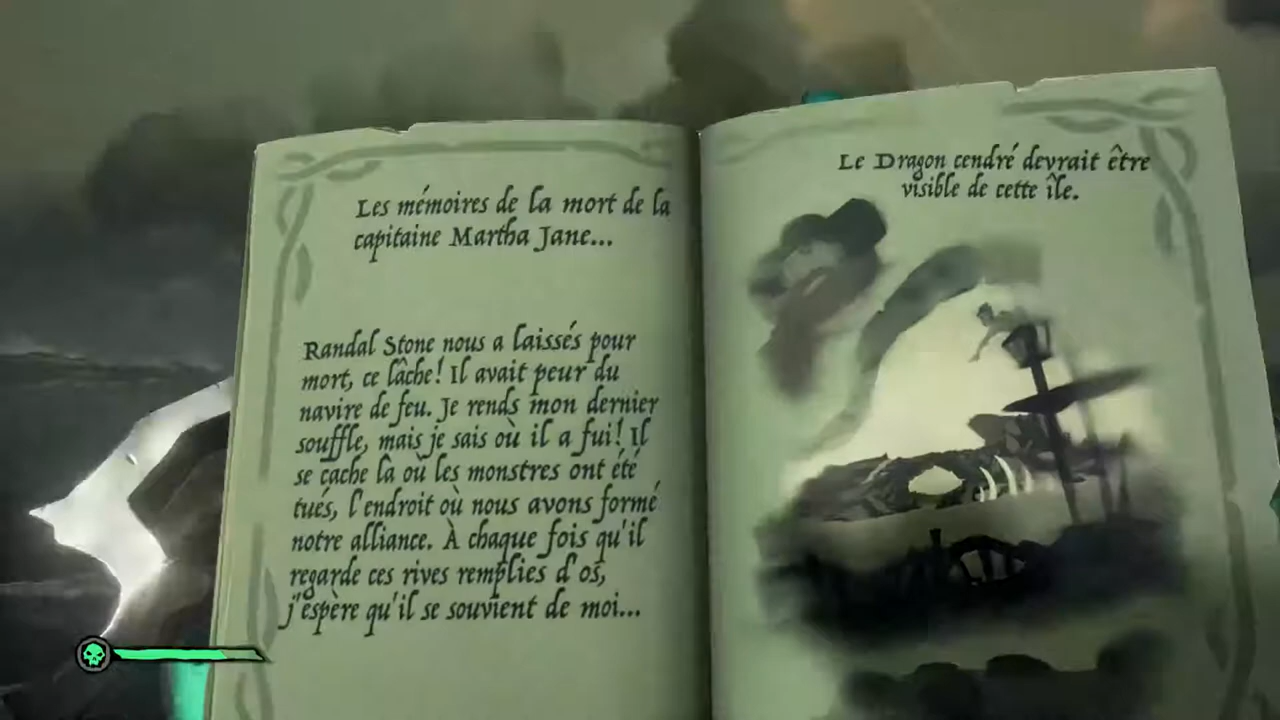 Les mémoires de la mort de la
capitaine Martha Jane...
Randal Stone nous a laissés pour
mort, ce lâche! Il avait peur du
navire de feu. Je rends mon dernier
souffle, mais je sais où il a fui! Il
se cache là où les monstres ont été
tués, l'endroit où nous avons formé
notre alliance. À chaque fois qu'il
regarde ces rives remplies d'os,
j'espère qu'il se souvient de moi...
Le Dragon cendré devrait être
visible de cette île.